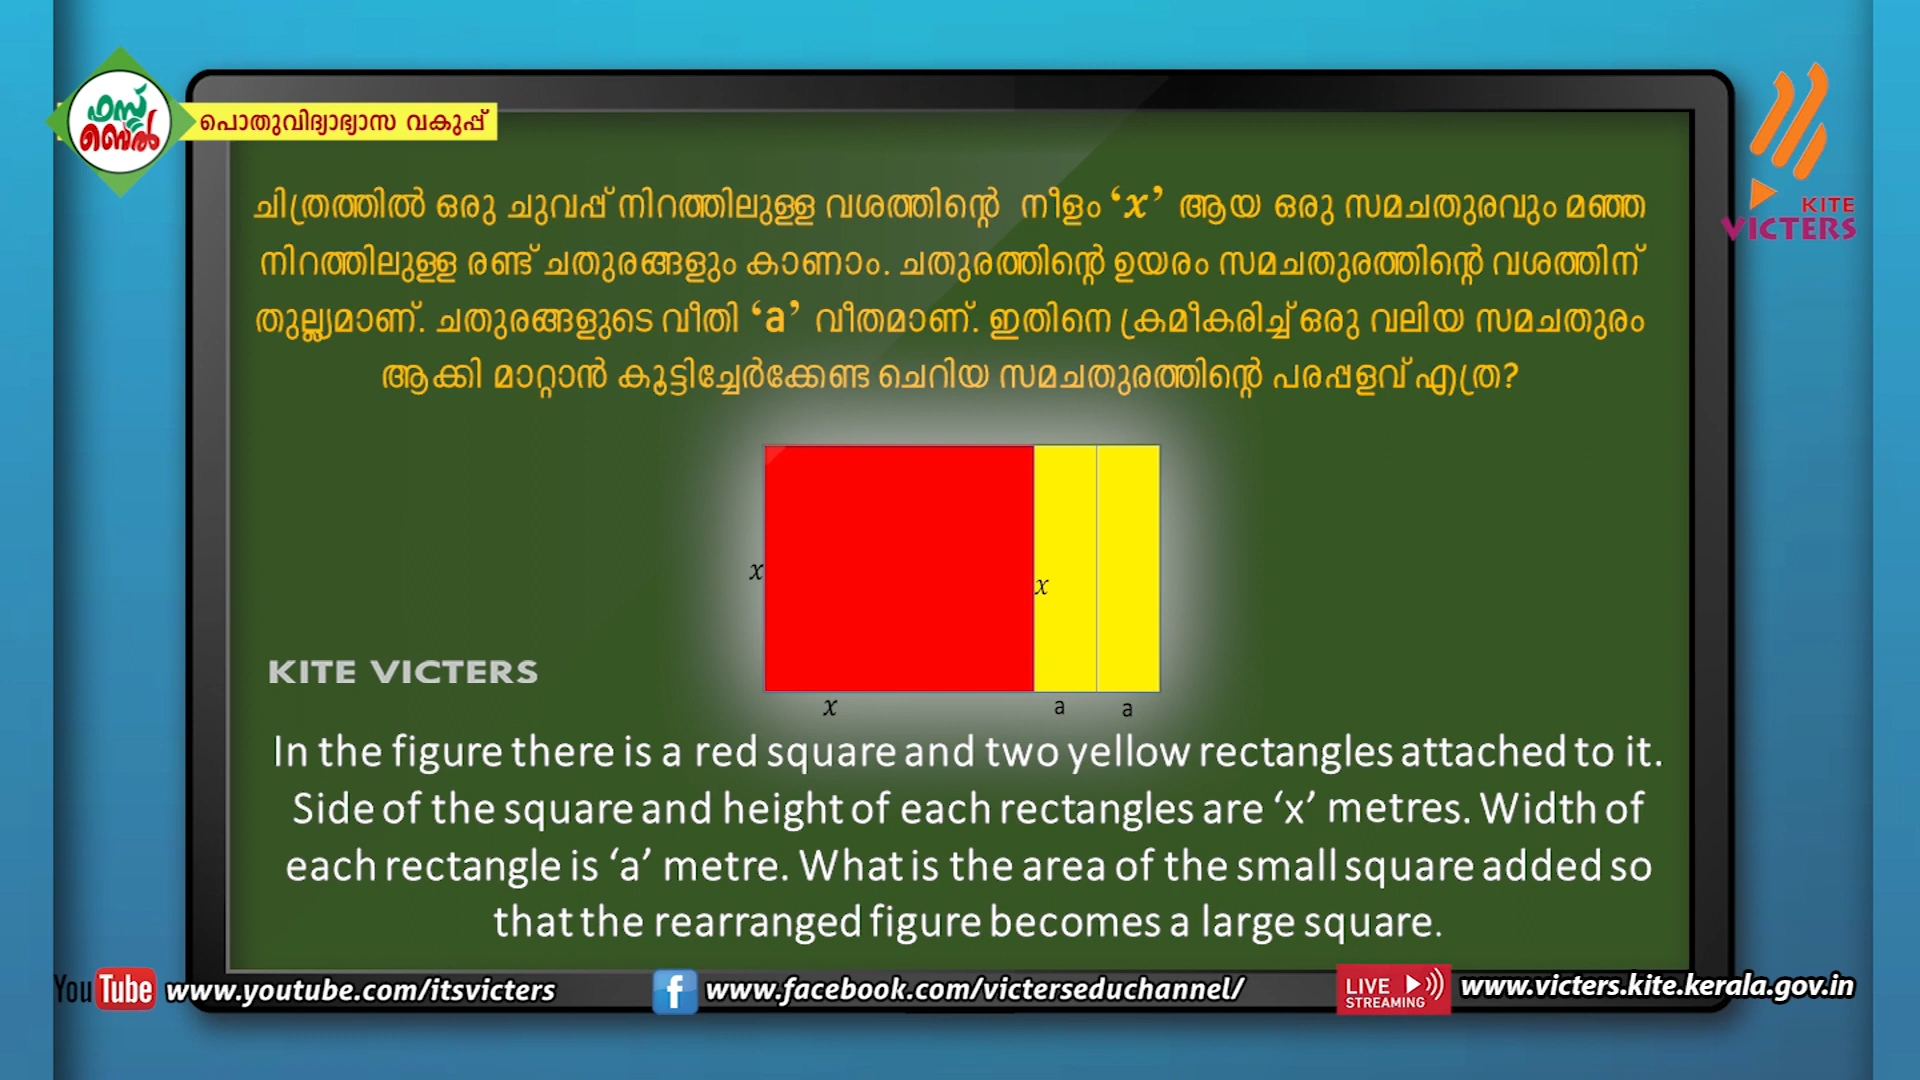 ഫസ്റ്റ്
ബെൽ
പൊതുവിദ്യാഭ്യാസ വകുപ്പ്
KITE
VICTERS
ചിത്രത്തിൽ ഒരു ചുവപ്പ് നിറത്തിലുള്ള വശത്തിന്റെ നീളം ‘x’ ആയ ഒരു സമചതുരവും മഞ്ഞ
നിറത്തിലുള്ള രണ്ട് ചതുരങ്ങളും കാണാം. ചതുരത്തിന്റെ ഉയരം സമചതുരത്തിന്റെ വശത്തിന്
തുല്ല്യമാണ്. ചതുരങ്ങളുടെ വീതി ‘a’ വീതമാണ്. ഇതിനെ ക്രമീകരിച്ച് ഒരു വലിയ സമചതുരം
ആക്കി മാറ്റാൻ കൂട്ടിച്ചേർക്കേണ്ട ചെറിയ സമചതുരത്തിന്റെ പരപ്പളവ് എത്ര?
x
x
x
a
a
KITE VICTERS
In the figure there is a red square and two yellow rectangles attached to it.
Side of the square and height of each rectangles are ‘x’ metres. Width of
each rectangle is ‘a’ metre. What is the area of the small square added so
that the rearranged figure becomes a large square.
YouTube www.youtube.com/itsvicters
f www.facebook.com/victerseduchannel/
LIVE
STREAMING
www.victers.kite.kerala.gov.in